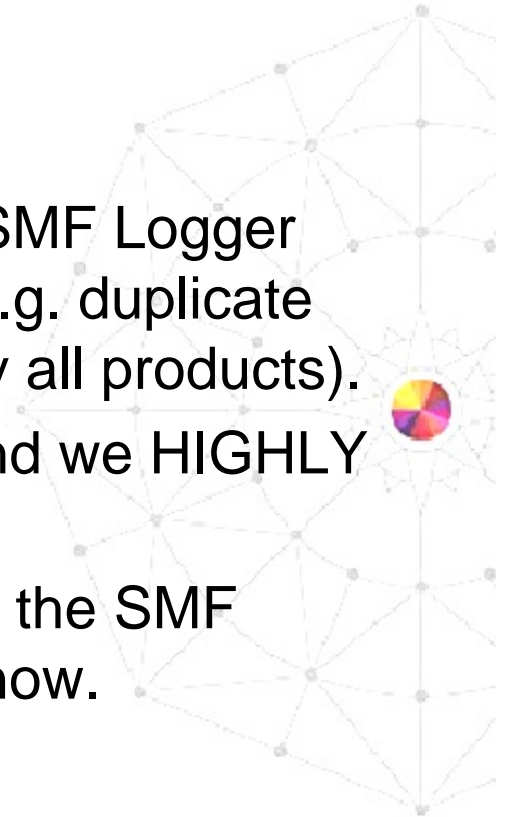 SMF Logger
.g. duplicate
y all products).
nd we HIGHLY
the SMF
now.